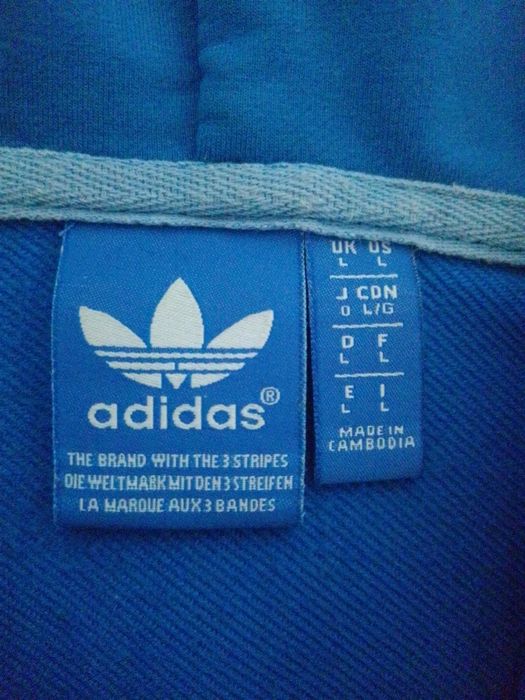 adidas®
THE BRAND WITH THE 3 STRIPES
DIE WELTMARK MIT DEN 3 STREIFEN
LA MARQUE AUX 3 BANDES
UK US
L L
J CDN
O L/G
D F
L L
E I
L L
MADE IN
CAMBODIA